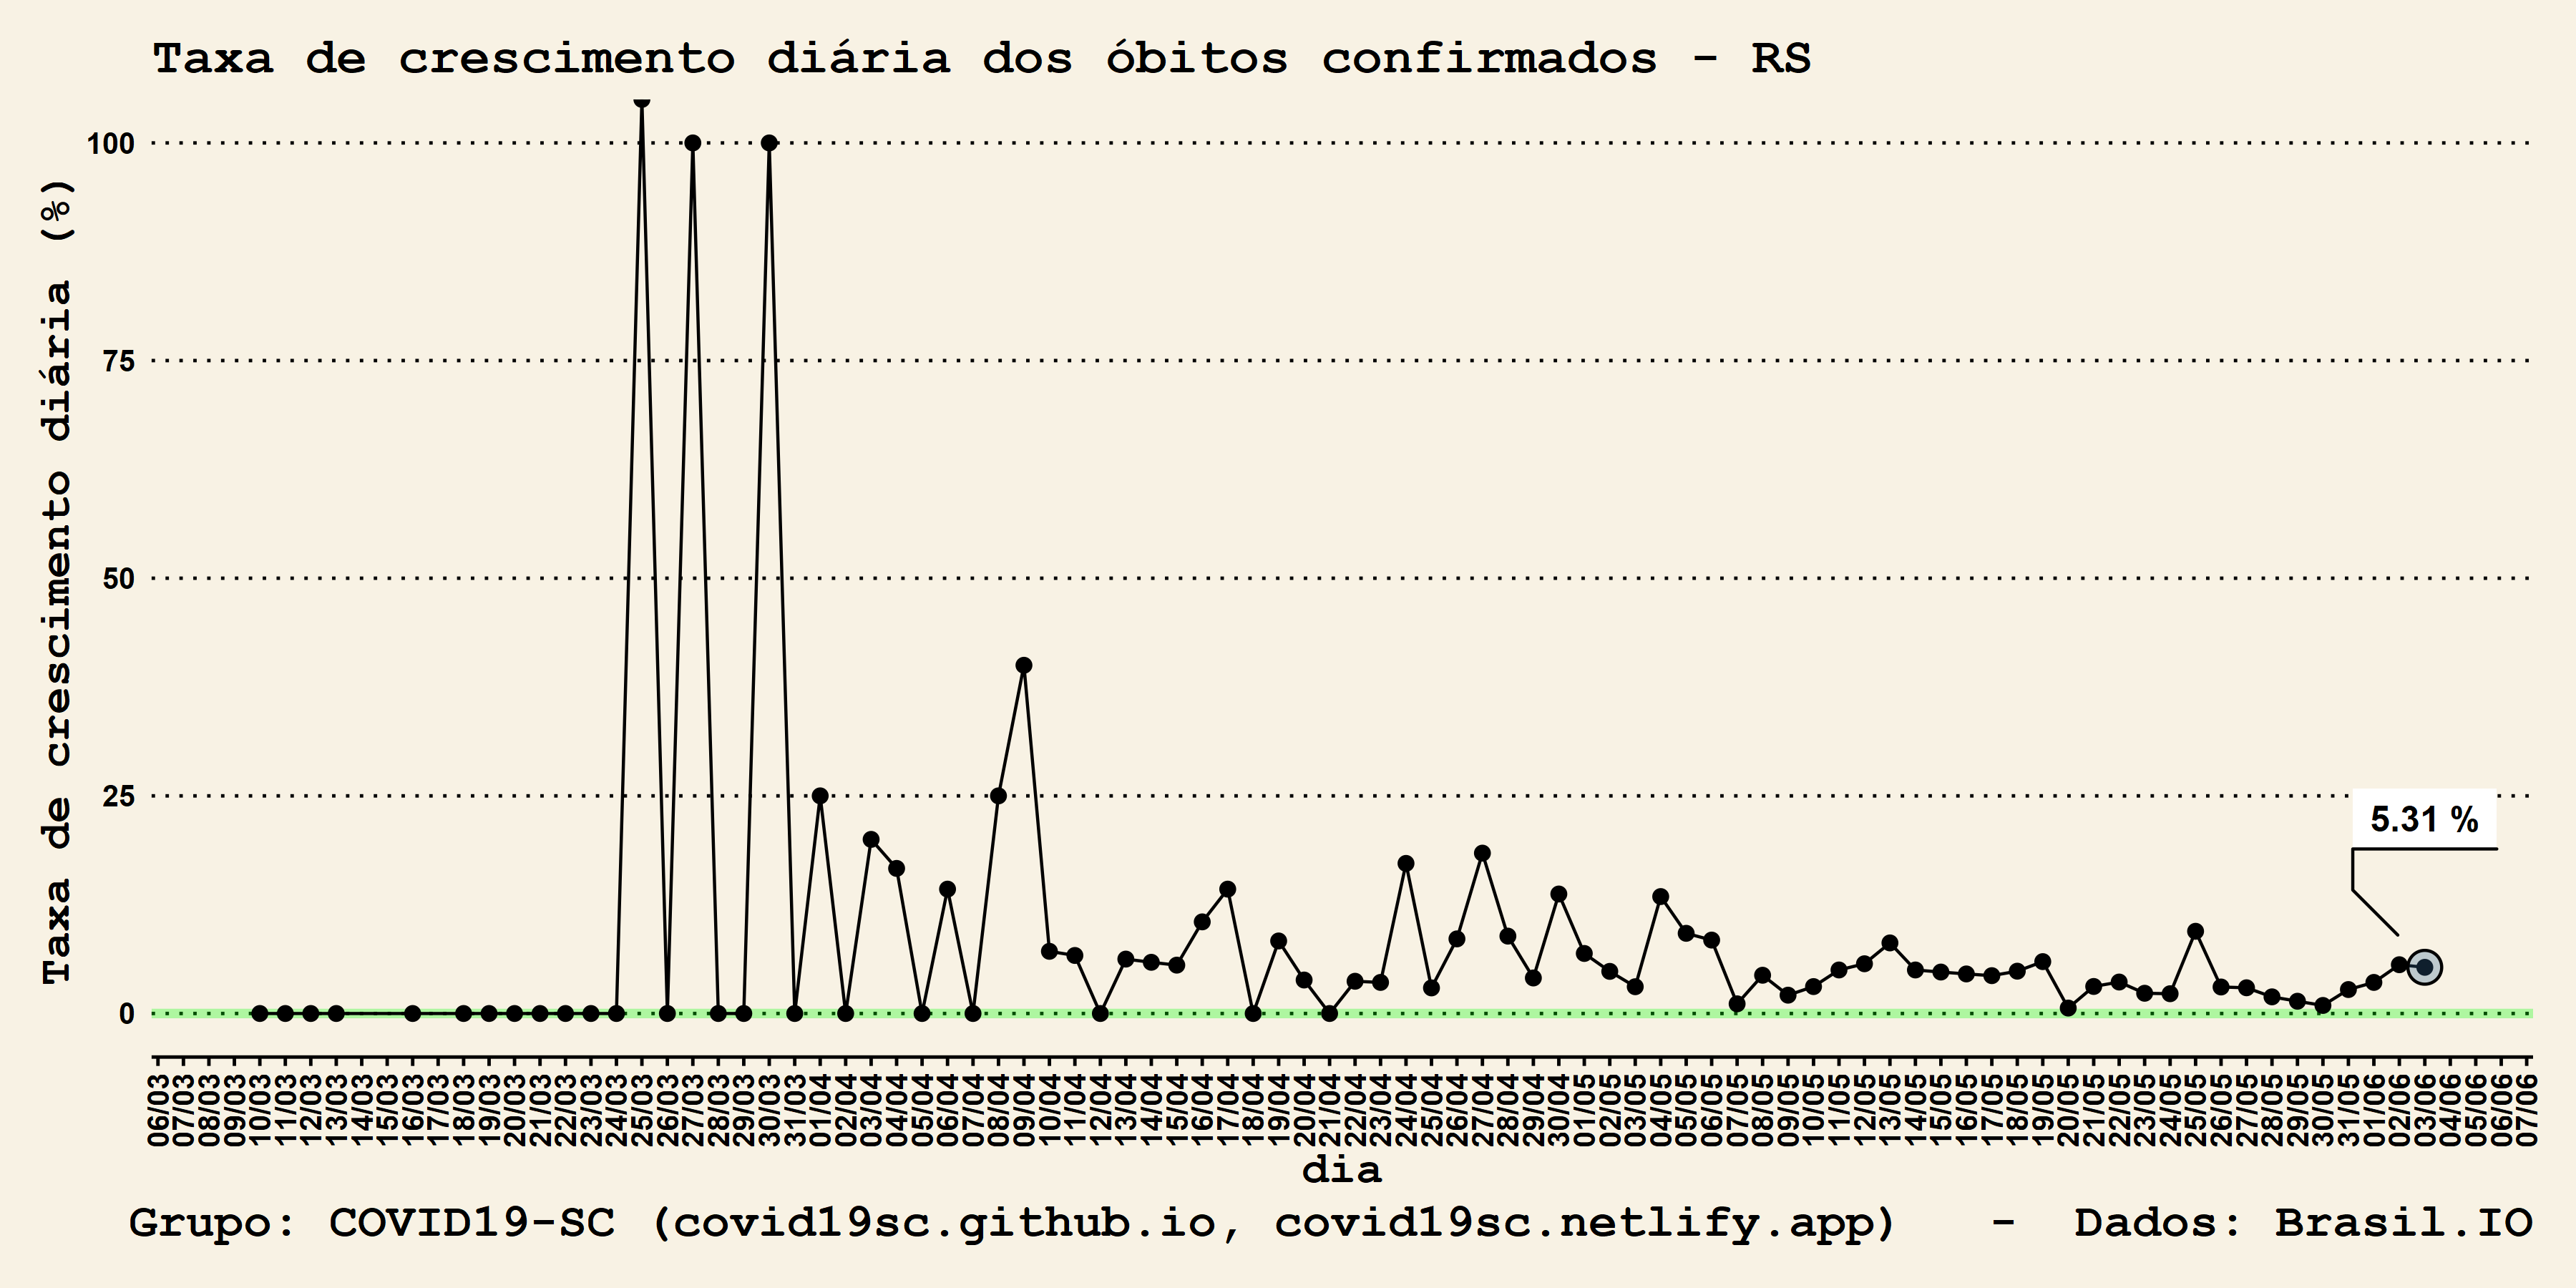 Taxa de crescimento diária dos óbitos confirmados - RS
Taxa de crescimento diária (%)
100
75
50
25
0
5.31 %
06/03 07/03 08/03 09/03 10/03 11/03 12/03 13/03 14/03 15/03 16/03 17/03 18/03 19/03 20/03 21/03 22/03 23/03 24/03 25/03 26/03 27/03 28/03 29/03 30/03 31/03 01/04 02/04 03/04 04/04 05/04 06/04 07/04 08/04 09/04 10/04 11/04 12/04 13/04 14/04 15/04 16/04 17/04 18/04 19/04 20/04 21/04 22/04 23/04 24/04 25/04 26/04 27/04 28/04 29/04 30/04 01/05 02/05 03/05 04/05 05/05 06/05 07/05 08/05 09/05 10/05 11/05 12/05 13/05 14/05 15/05 16/05 17/05 18/05 19/05 20/05 21/05 22/05 23/05 24/05 25/05 26/05 27/05 28/05 29/05 30/05 31/05 01/06 02/06 03/06 04/06 05/06 06/06 07/06
dia
Grupo: COVID19-SC (covid19sc.github.io, covid19sc.netlify.app) - Dados: Brasil.IO